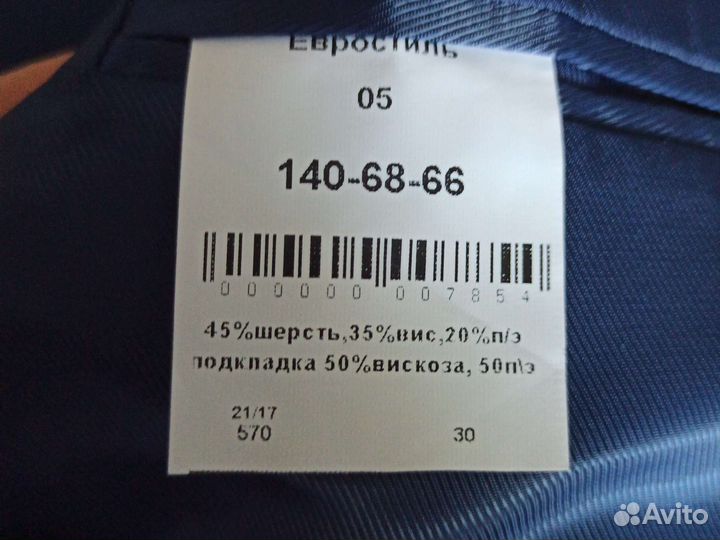 Евростиль
05
140-68-66
000000 007854
45%шерсть,35%вис,20%п/э
подкладка 50%вискоза, 50п\э
21/17
570 30
Avito